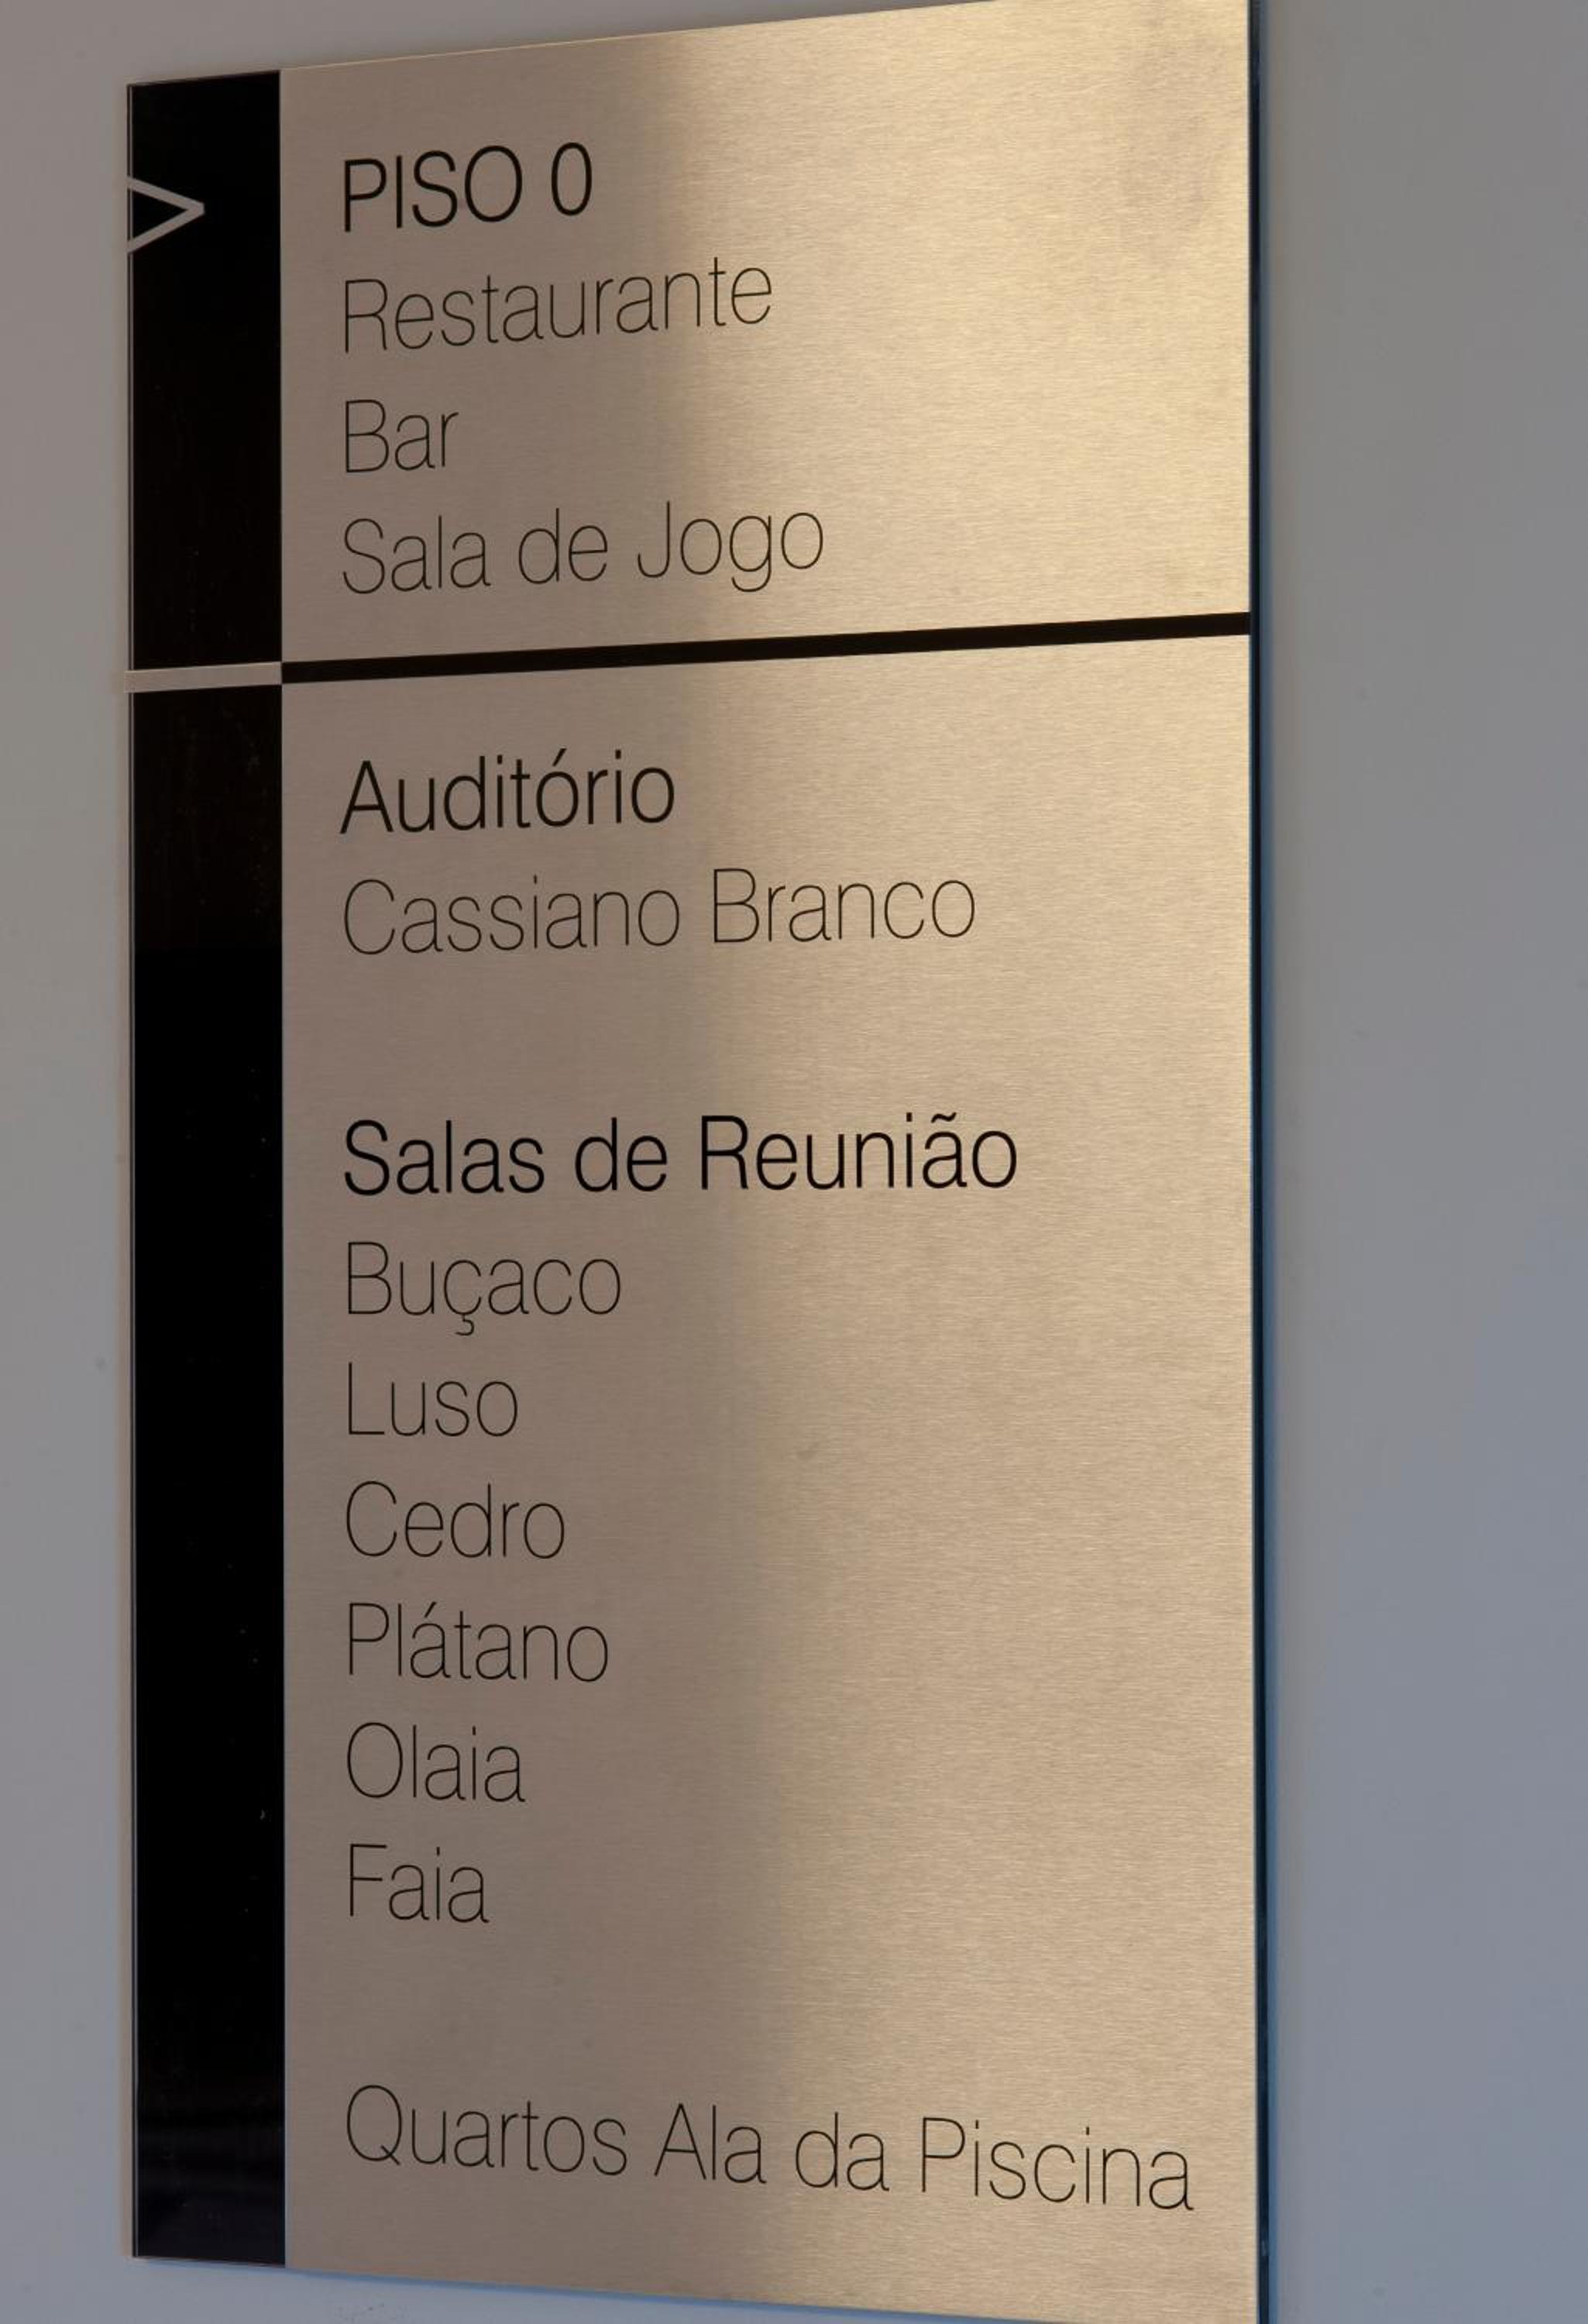 >
PISO 0
Restaurante
Bar
Sala de Jogo
Auditório
Cassiano Branco
Salas de Reunião
Buçaco
Luso
Cedro
Plátano
Olaia
Faia
Quartos Ala da Piscina